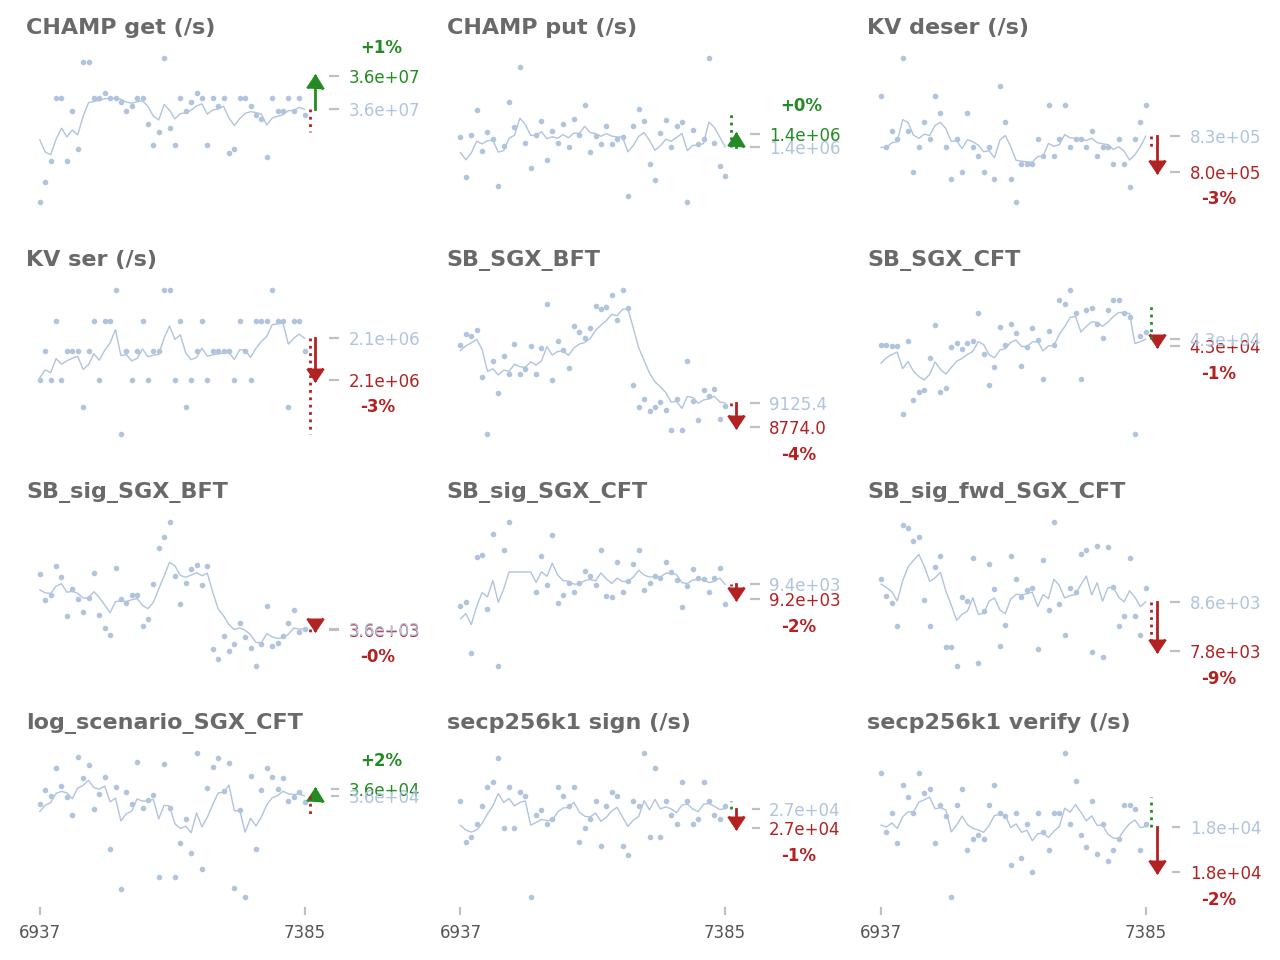 CHAMP get (/s)
+1%
3.6e+07
3.6e+07
CHAMP put (/s)
+0%
1.4e+06
1.4e+06
KV deser (/s)
8.3e+05
8.0e+05
-3%
KV ser (/s)
2.1e+06
2.1e+06
-3%
SB_SGX_BFT
9125.4
8774.0
-4%
SB_SGX_CFT
4.3e+04
4.3e+04
-1%
SB_sig_SGX_BFT
3.6e+03
3.6e+03
-0%
SB_sig_SGX_CFT
9.4e+03
9.2e+03
-2%
SB_sig_fwd_SGX_CFT
8.6e+03
7.8e+03
-9%
log_scenario_SGX_CFT
+2%
3.6e+04
3.6e+04
secp256k1 sign (/s)
2.7e+04
2.7e+04
-1%
secp256k1 verify (/s)
1.8e+04
1.8e+04
-2%
6937
7385
6937
7385
6937
7385